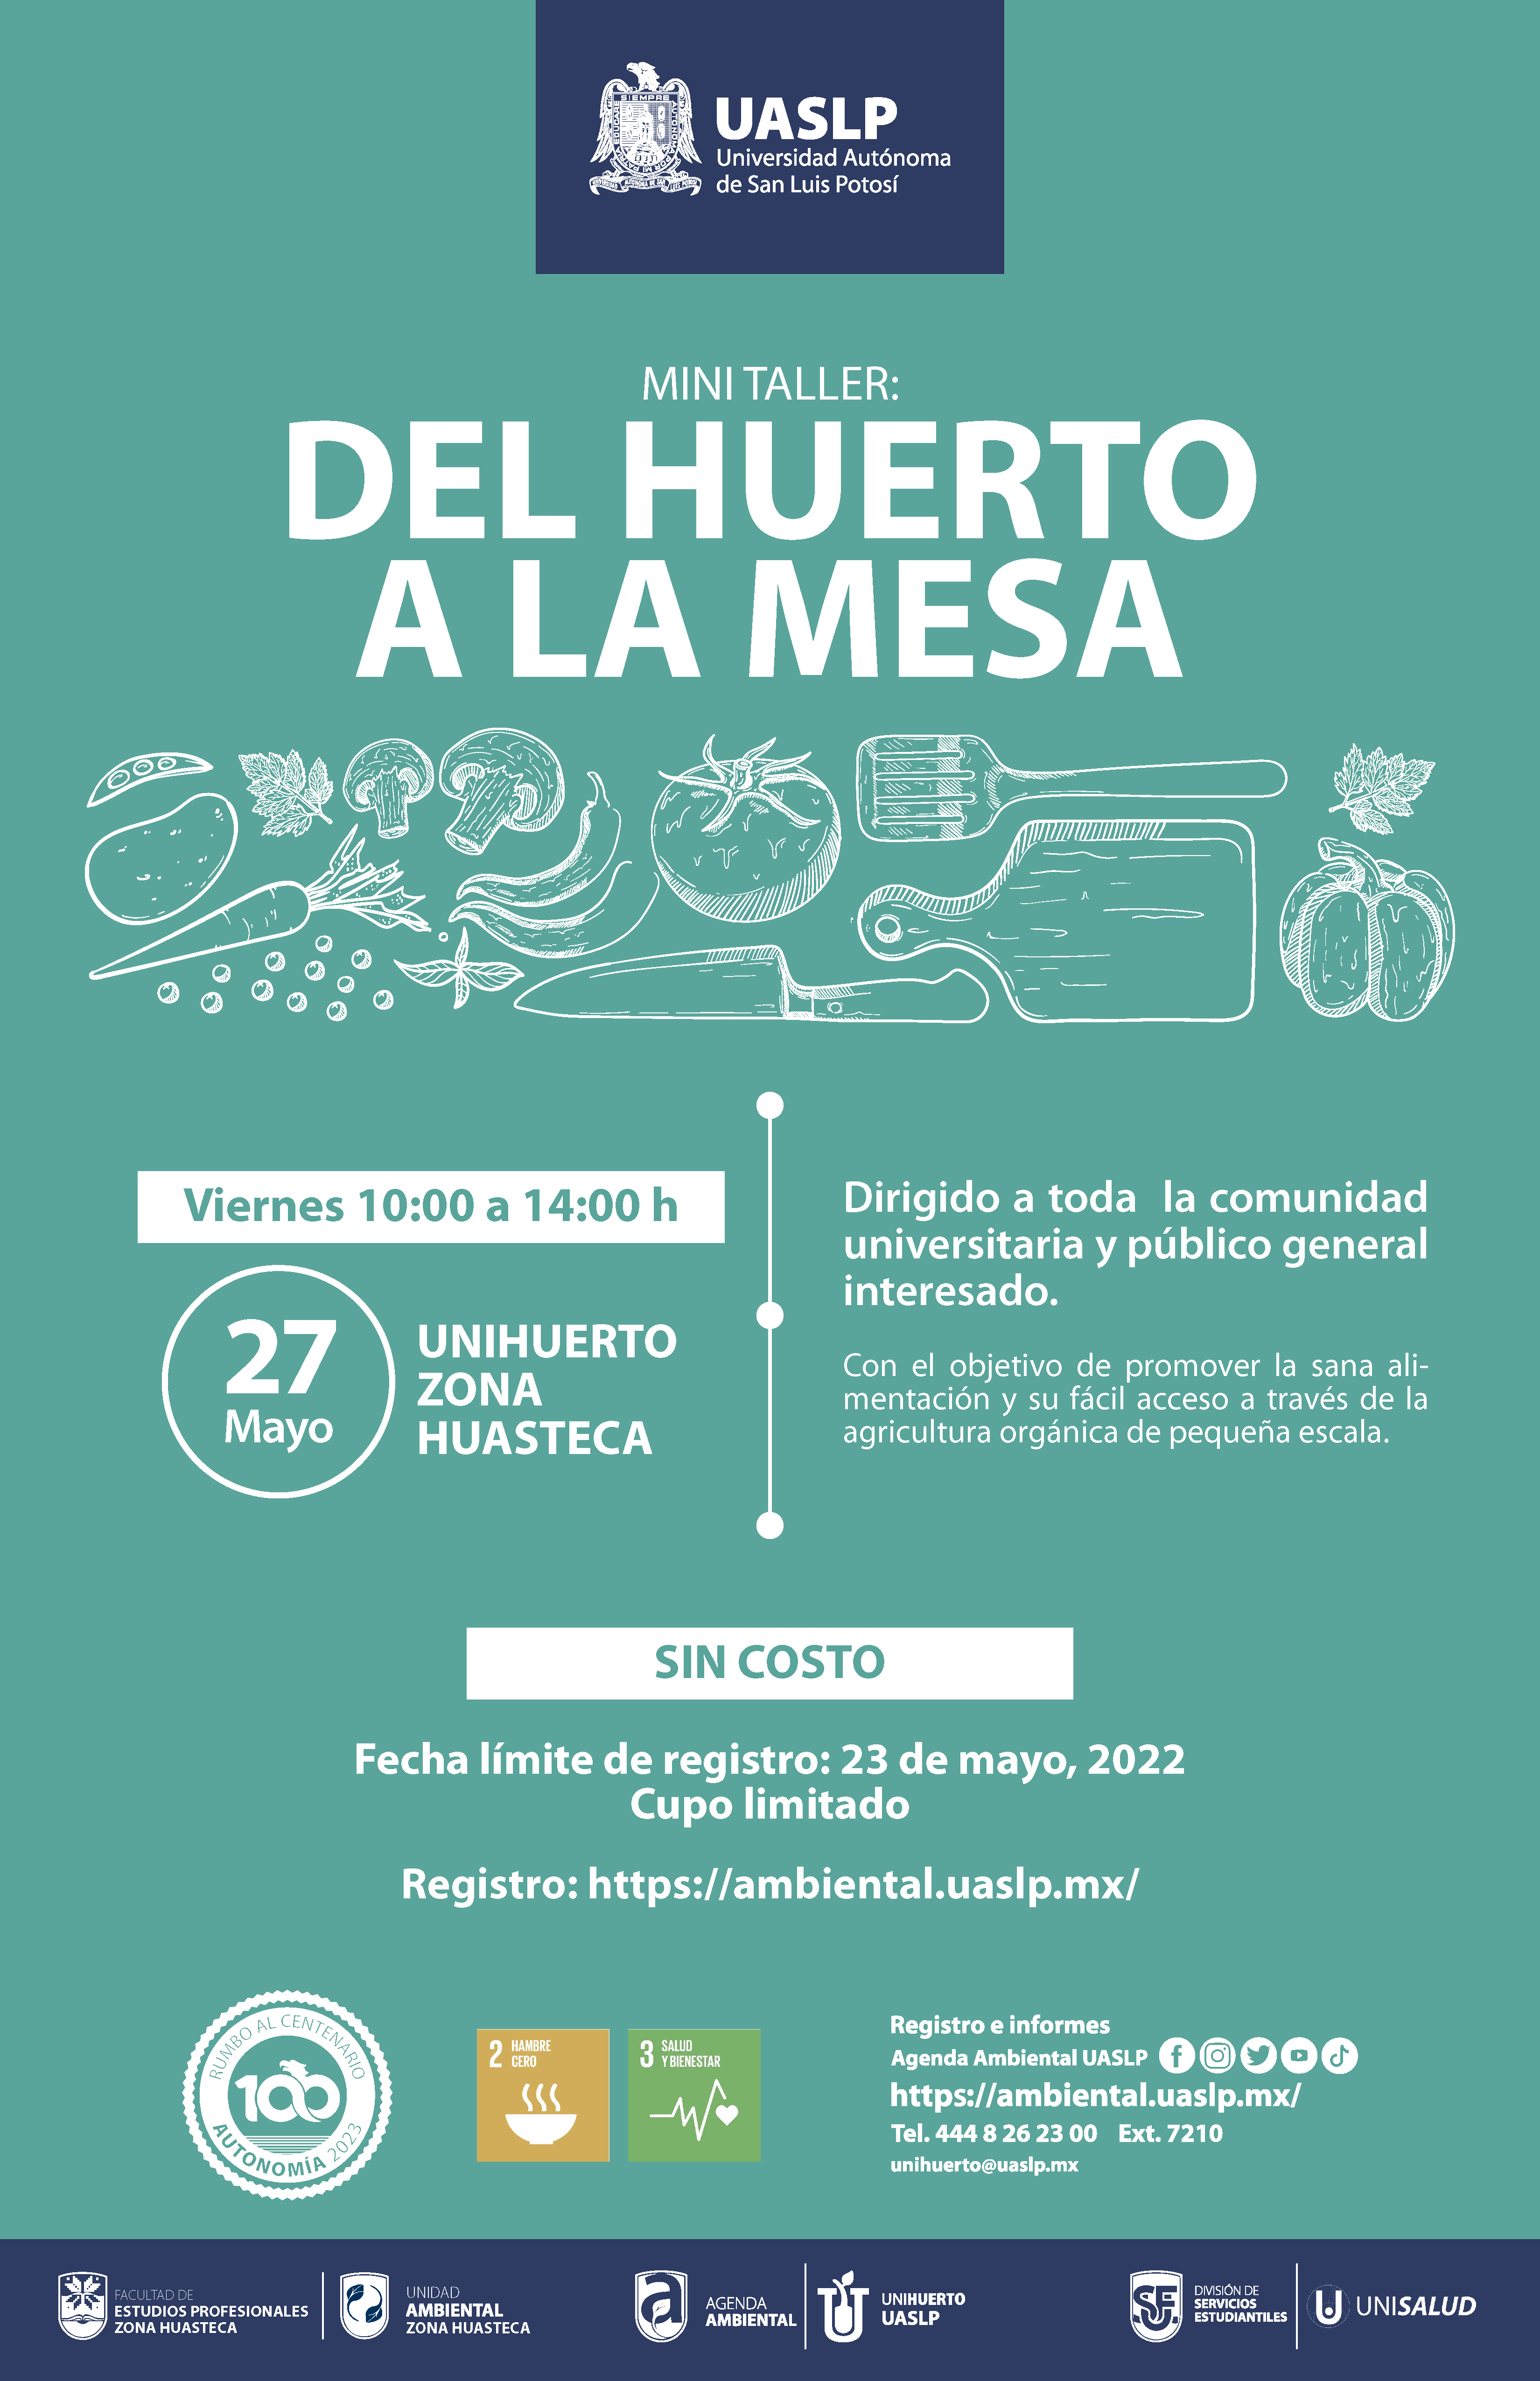 SIEMPRE AUTONOMA
UASLP
Universidad Autónoma
de San Luis Potosí
MINI TALLER:
DEL HUERTO
A LA MESA
Viernes 10:00 a 14:00 h
27
Mayo
UNIHUERTO
ZONA
HUASTECA
Dirigido a toda la comunidad
universitaria y público general
interesado.
Con el objetivo de promover la sana ali-
mentación y su fácil acceso a través de la
agricultura orgánica de pequeña escala.
SIN COSTO
Fecha límite de registro: 23 de mayo, 2022
Cupo limitado
Registro: https://ambiental.uaslp.mx/
RUMBO AL CENTENARIO
100
AUTONOMÍA 2023
2 HAMBRE
CERO
3 SALUD
Y BIENESTAR
Registro e informes
Agenda Ambiental UASLP
https://ambiental.uaslp.mx/
Tel. 444 8 26 23 00 Ext. 7210
unihuerto@uaslp.mx
FACULTAD DE
ESTUDIOS PROFESIONALES
ZONA HUASTECA
UNIDAD
AMBIENTAL
ZONA HUASTECA
a
AGENDA
AMBIENTAL
UNIHUERTO
UASLP
SE
DIVISIÓN DE
SERVICIOS
ESTUDIANTILES
UNISALUD